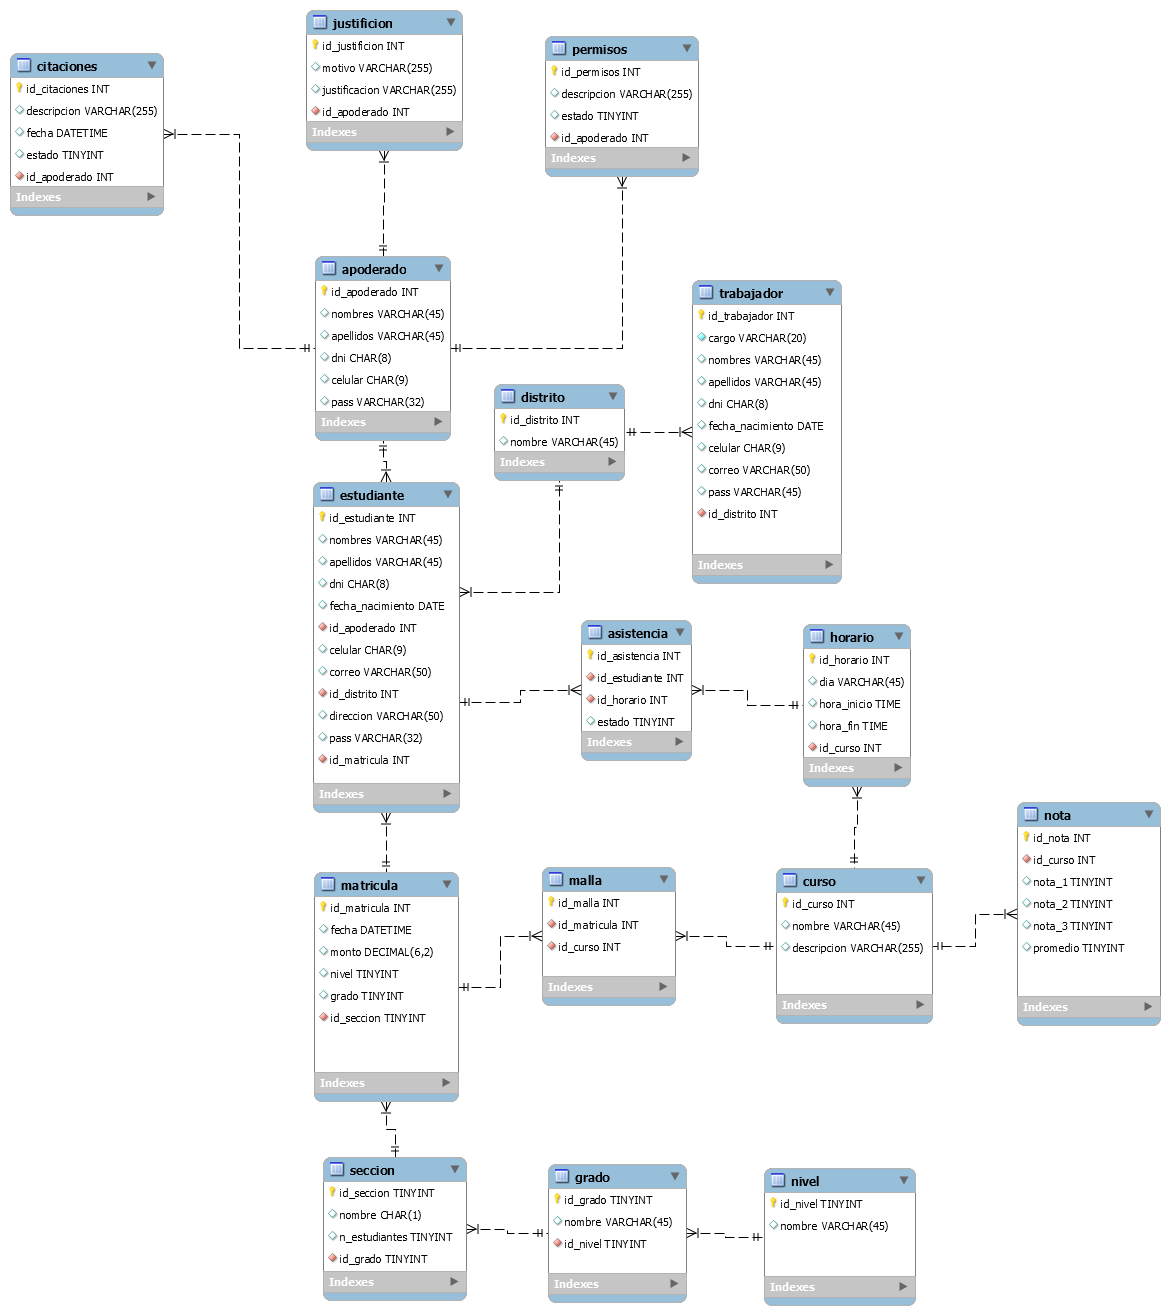 justificion
id_justificion INT
motivo VARCHAR(255)
justificacion VARCHAR(255)
id_apoderado INT
Indexes
permisos
id_permisos INT
descripcion VARCHAR(255)
estado TINYINT
id_apoderado INT
Indexes
citaciones
id_citaciones INT
descripcion VARCHAR(255)
fecha DATETIME
estado TINYINT
id_apoderado INT
Indexes
apoderado
id_apoderado INT
nombres VARCHAR(45)
apellidos VARCHAR(45)
dni CHAR(8)
celular CHAR(9)
pass VARCHAR(32)
Indexes
trabajador
id_trabajador INT
cargo VARCHAR(20)
nombres VARCHAR(45)
apellidos VARCHAR(45)
dni CHAR(8)
fecha_nacimiento DATE
celular CHAR(9)
correo VARCHAR(50)
pass VARCHAR(45)
id_distrito INT
Indexes
distrito
id_distrito INT
nombre VARCHAR(45)
Indexes
estudiante
id_estudiante INT
nombres VARCHAR(45)
apellidos VARCHAR(45)
dni CHAR(8)
fecha_nacimiento DATE
id_apoderado INT
celular CHAR(9)
correo VARCHAR(50)
id_distrito INT
direccion VARCHAR(50)
pass VARCHAR(32)
id_matricula INT
Indexes
asistencia
id_asistencia INT
id_estudiante INT
id_horario INT
estado TINYINT
Indexes
horario
id_horario INT
dia VARCHAR(45)
hora_inicio TIME
hora_fin TIME
id_curso INT
Indexes
nota
id_nota INT
id_curso INT
nota_1 TINYINT
nota_2 TINYINT
nota_3 TINYINT
promedio TINYINT
Indexes
matricula
id_matricula INT
fecha DATETIME
monto DECIMAL(6,2)
nivel TINYINT
grado TINYINT
id_seccion TINYINT
Indexes
malla
id_malla INT
id_matricula INT
id_curso INT
Indexes
curso
id_curso INT
nombre VARCHAR(45)
descripcion VARCHAR(255)
Indexes
seccion
id_seccion TINYINT
nombre CHAR(1)
n_estudiantes TINYINT
id_grado TINYINT
Indexes
grado
id_grado TINYINT
nombre VARCHAR(45)
id_nivel TINYINT
Indexes
nivel
id_nivel TINYINT
nombre VARCHAR(45)
Indexes